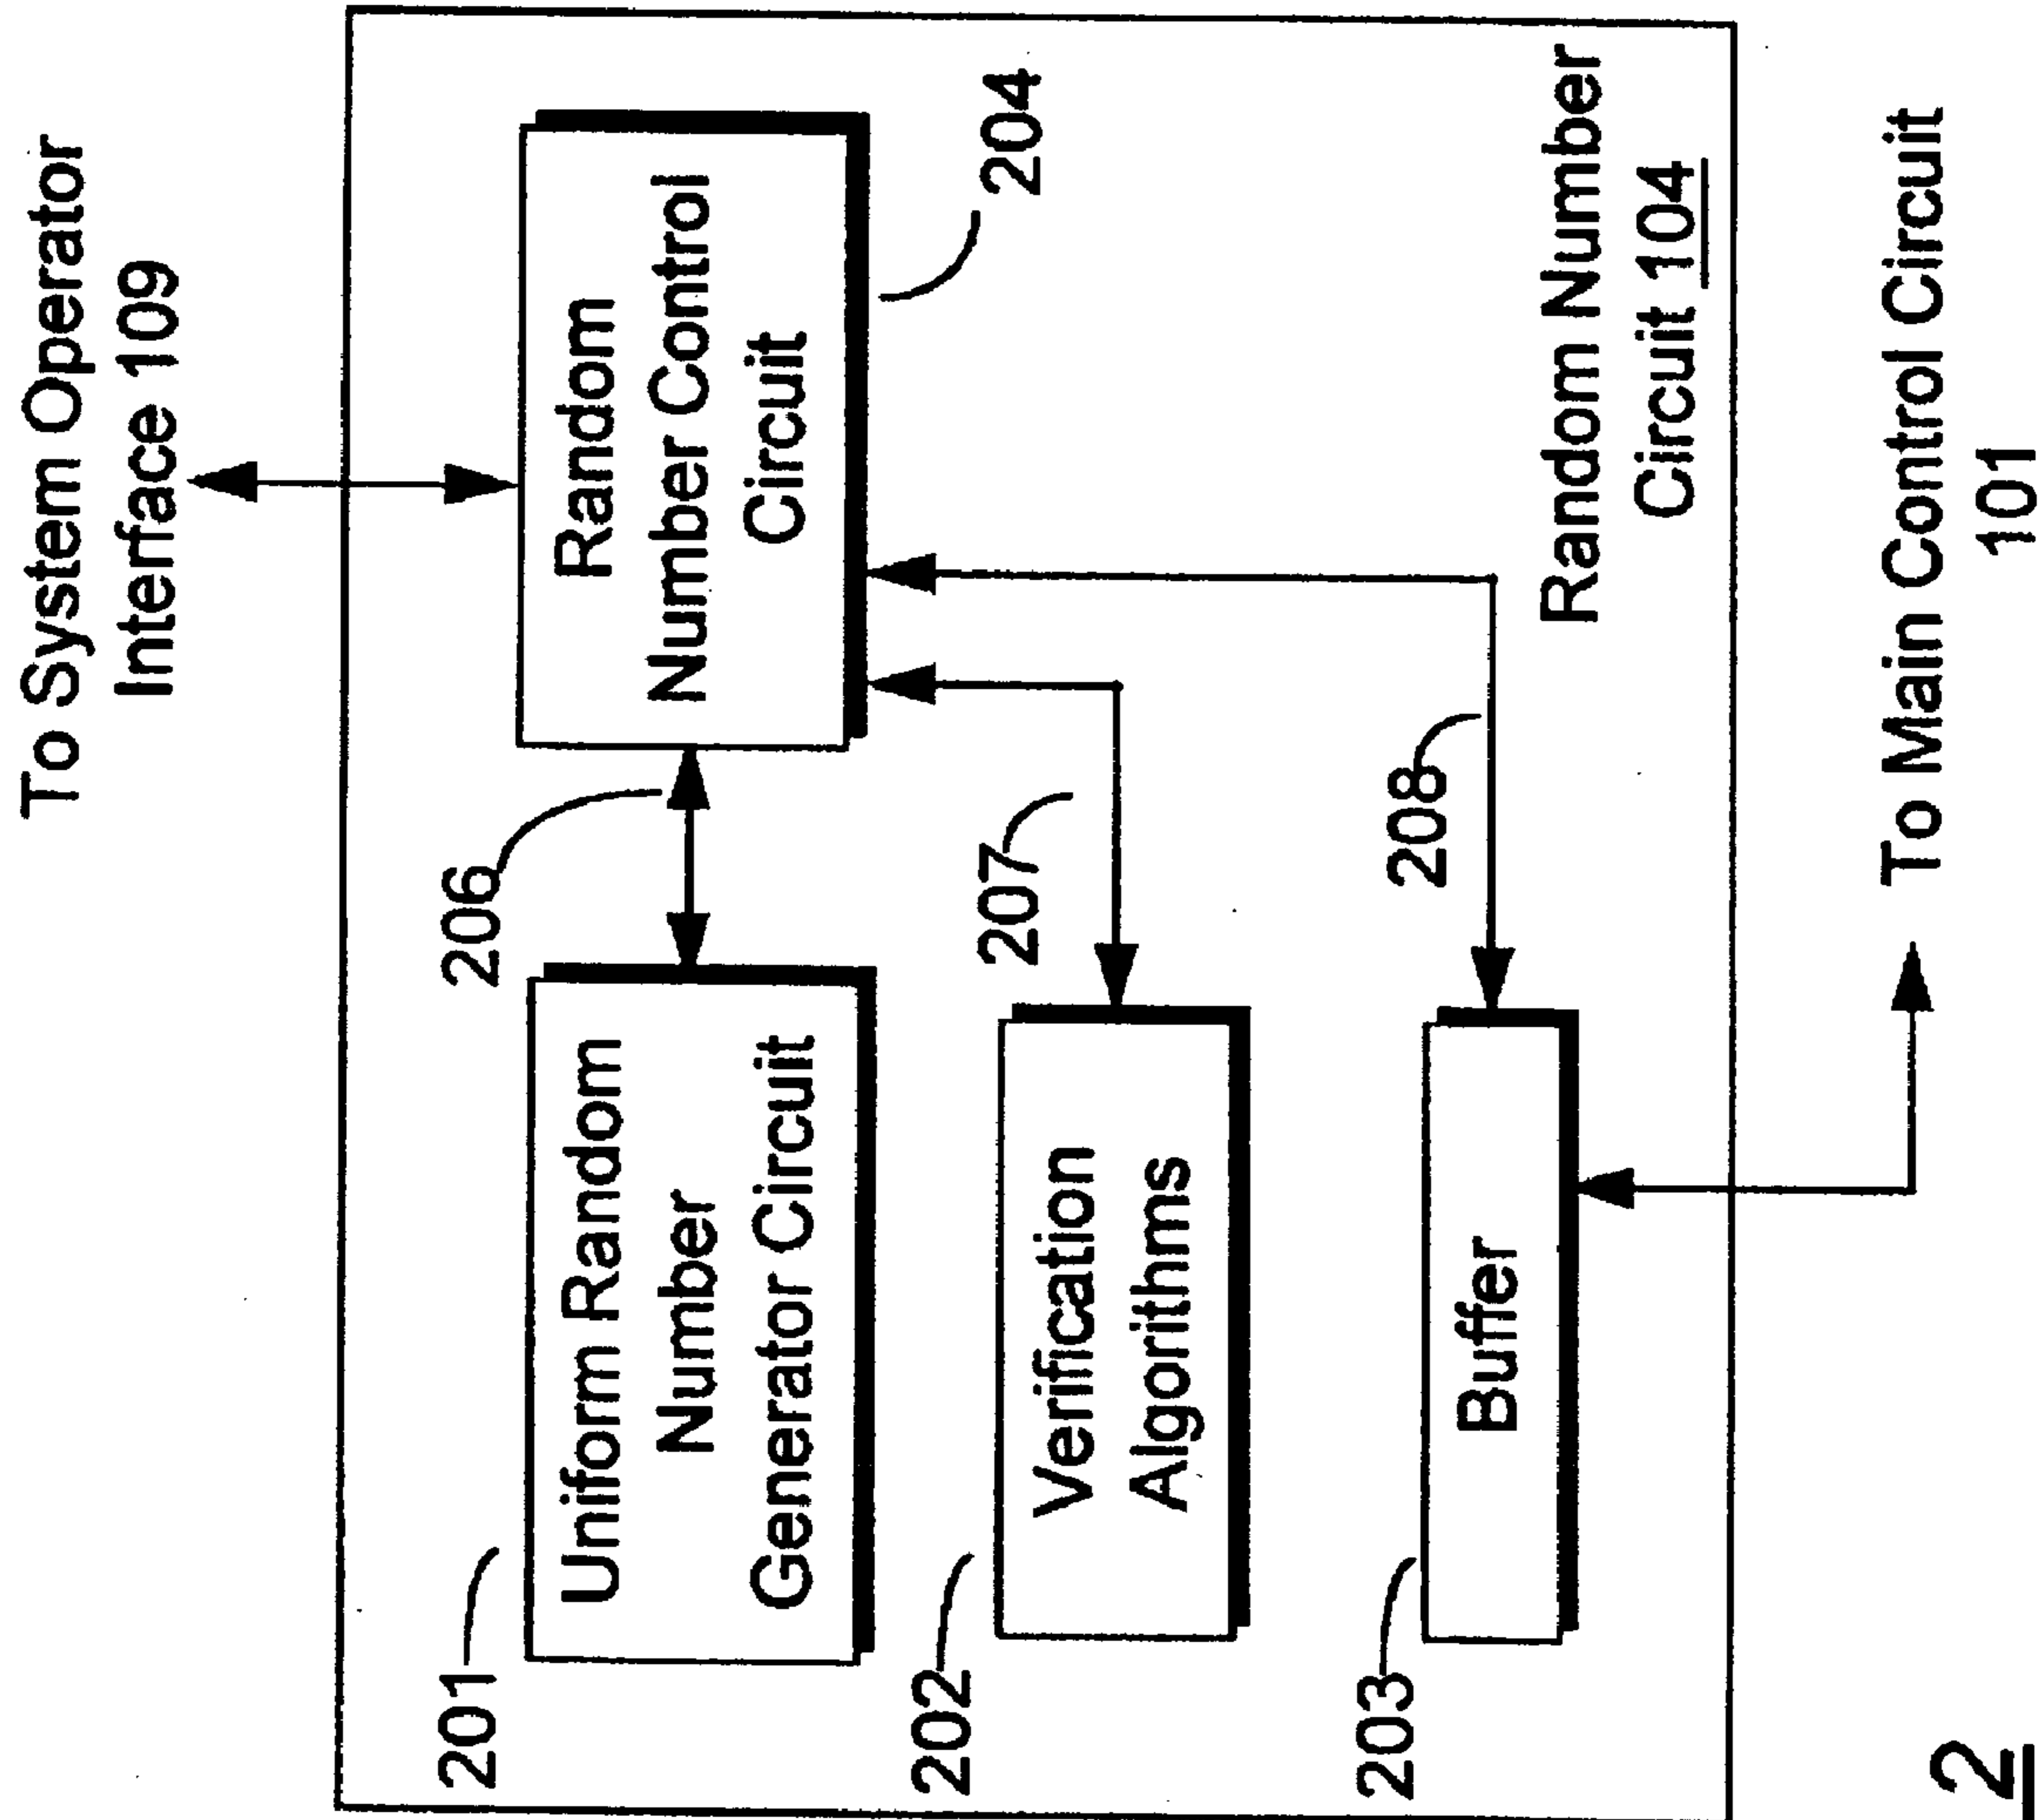 To System Operator
Interface 109
201
Uniform Random
Number
Generator Circuit
206
Random
Number Control
Circuit
204
202
Verification
Algorithms
207
203
Buffer
208
Random Number
Circuit 104
To Main Control Circuit
101
2